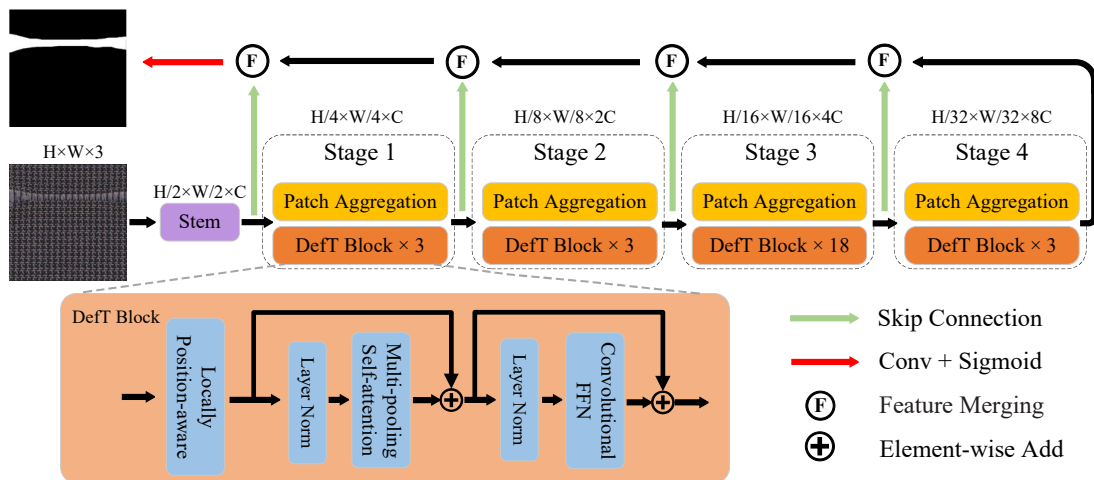 F
F
F
F
H/4×W/4×C
H/8×W/8×2C
H/16×W/16×4C
H/32×W/32×8C
H×W×3
Stage 1
Stage 2
Stage 3
Stage 4
H/2×W/2×C
Stem
Patch Aggregation
Patch Aggregation
Patch Aggregation
Patch Aggregation
DefT Block × 3
DefT Block × 3
DefT Block × 18
DefT Block × 3
DefT Block
Locally
Position-aware
Layer Norm
Multi-pooling
Self-attention
Layer Norm
Convolutional
FFN
Skip Connection
Conv + Sigmoid
F
Feature Merging
Element-wise Add